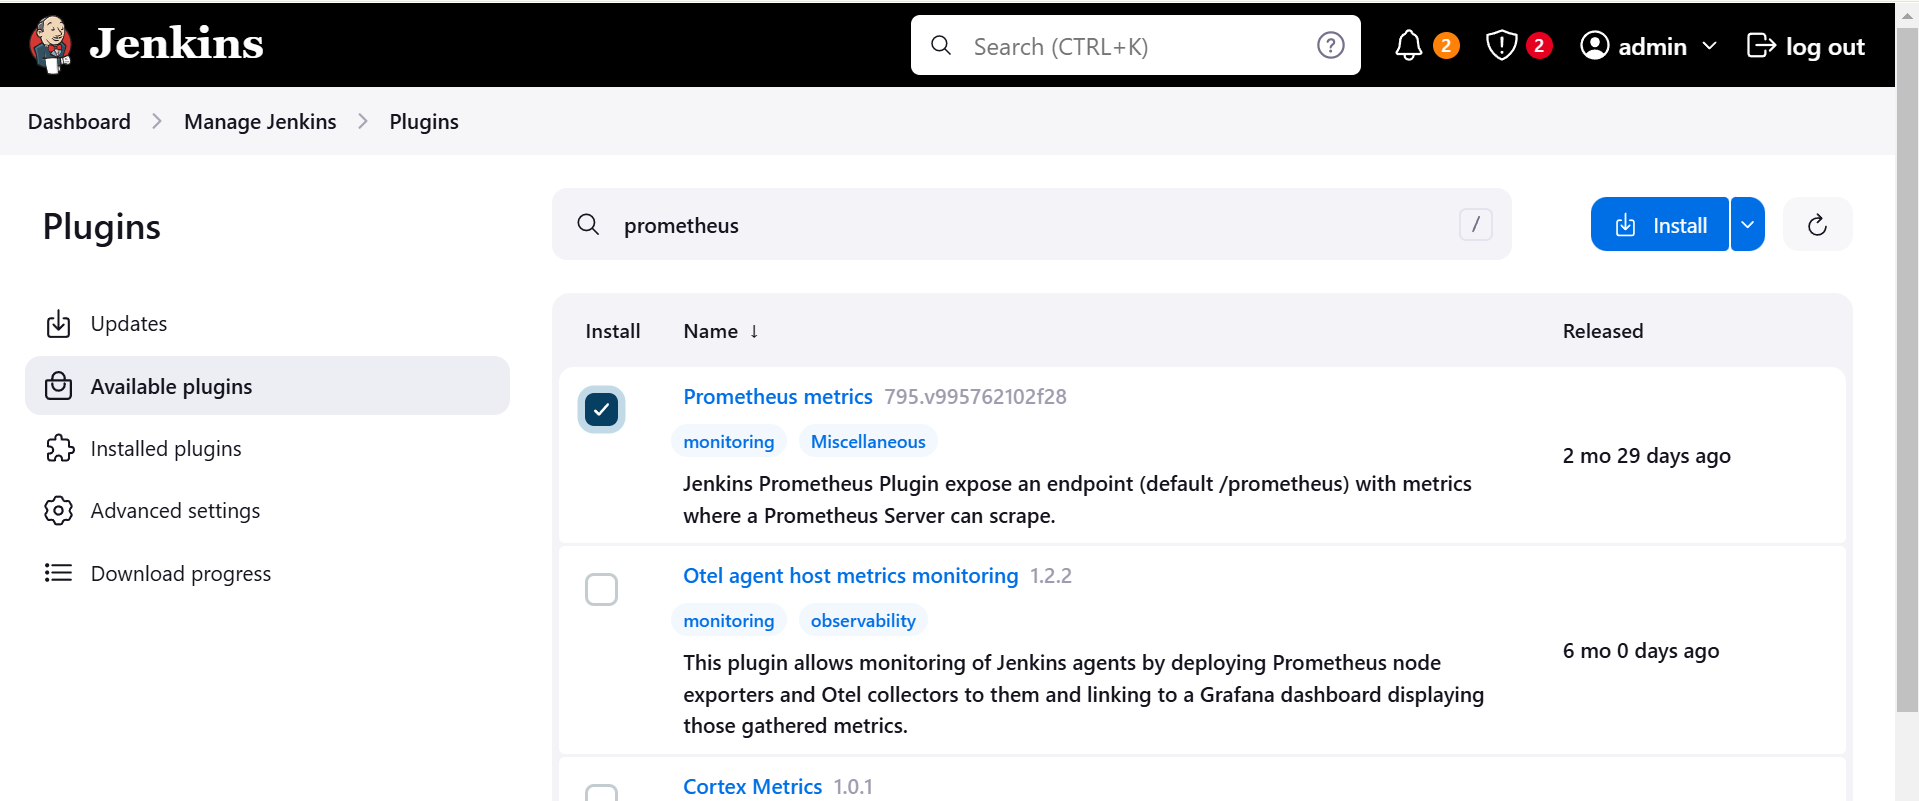 Jenkins
Search (CTRL+K)
?
2
2
admin
log out
Dashboard
Manage Jenkins
Plugins
Plugins
prometheus
/
Install
Updates
Available plugins
Installed plugins
Advanced settings
Download progress
Install
Name ↓
Released
Prometheus metrics 795.v995762102f28
monitoring
Miscellaneous
Jenkins Prometheus Plugin expose an endpoint (default /prometheus) with metrics
where a Prometheus Server can scrape.
2 mo 29 days ago
Otel agent host metrics monitoring 1.2.2
monitoring
observability
This plugin allows monitoring of Jenkins agents by deploying Prometheus node
exporters and Otel collectors to them and linking to a Grafana dashboard displaying
those gathered metrics.
6 mo 0 days ago
Cortex Metrics 1.0.1